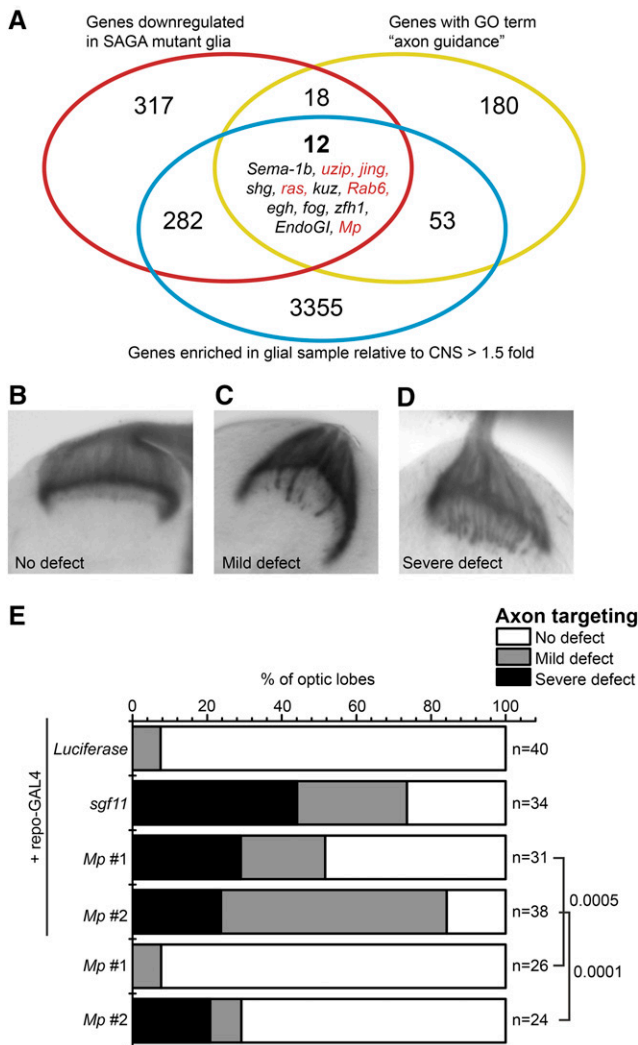 A
Genes downregulated
in SAGA mutant glia
Genes with GO term
“axon guidance”
317
18
180
12
Sema-1b, uzip, jing,
shg, ras, kuz, Rab6,
egh, fog, zfh1,
EndoGI, Mp
282
53
3355
Genes enriched in glial sample relative to CNS > 1.5 fold
B
C
D
No defect
Mild defect
Severe defect
E
Axon targeting
No defect
Mild defect
Severe defect
% of optic lobes
0 20 40 60 80 100
+ repo-GAL4
Luciferase
n=40
sgf11
n=34
Mp #1
n=31
Mp #2
n=38
Mp #1
n=26
Mp #2
n=24
0.0005
0.0001